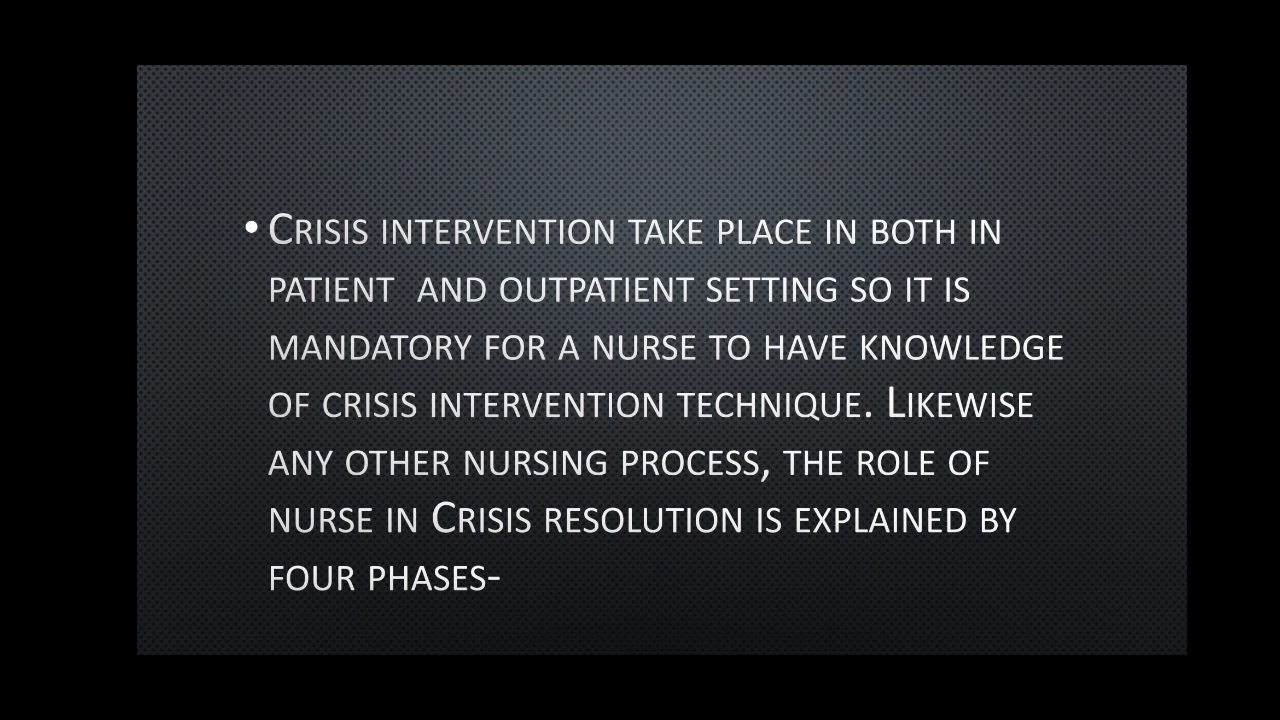 • Crisis intervention take place in both in
patient and outpatient setting so it is
mandatory for a nurse to have knowledge
of crisis intervention technique. Likewise
any other nursing process, the role of
nurse in Crisis resolution is explained by
four phases-